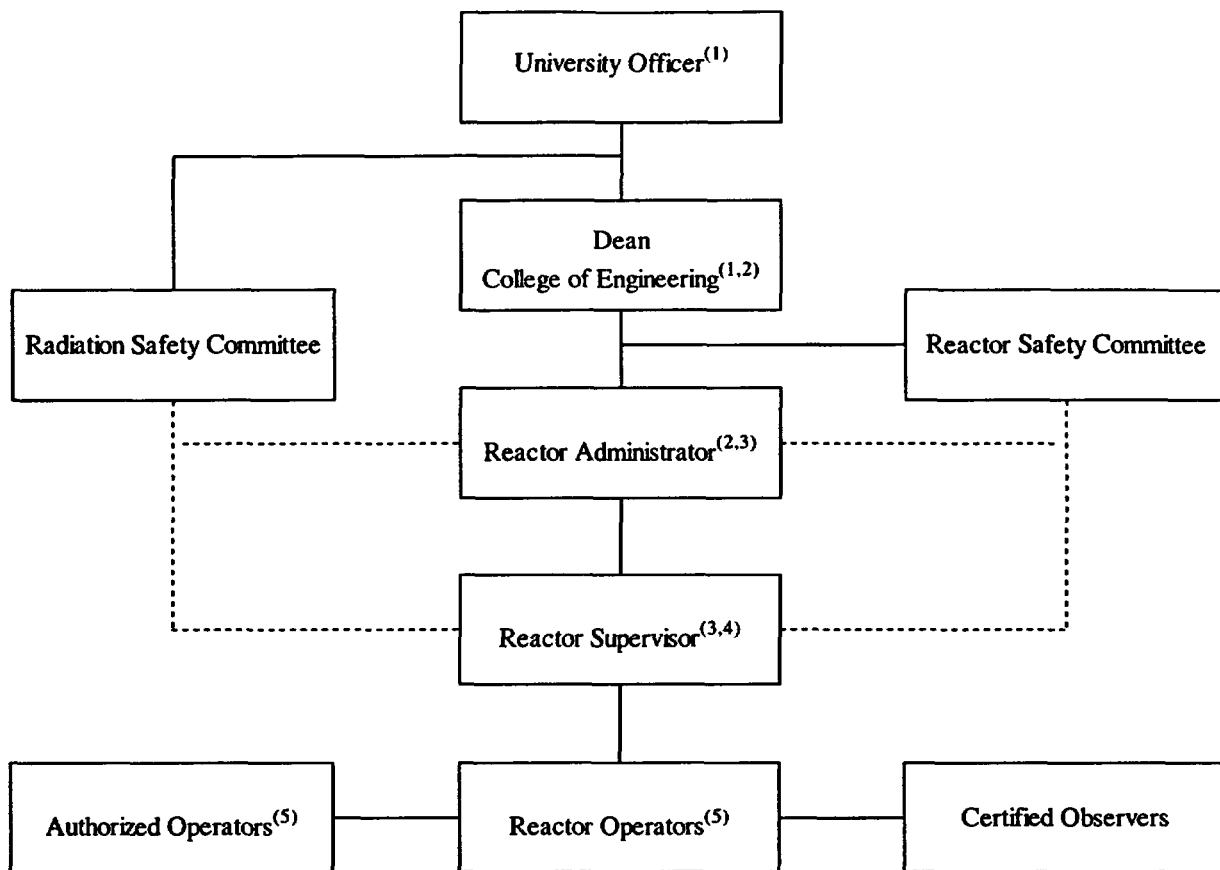 University Officer(1)
Dean
College of Engineering(1,2)
Radiation Safety Committee
Reactor Safety Committee
Reactor Administrator(2,3)
Reactor Supervisor(3,4)
Authorized Operators(5)
Reactor Operators(5)
Certified Observers